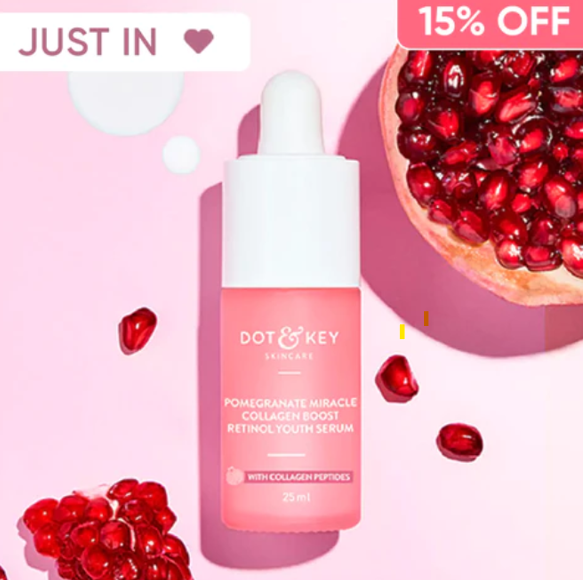 JUST IN
15% OFF
DOT & KEY
SKINCARE
POMEGRANATE MIRACLE
COLLAGEN BOOST
RETINOL YOUTH SERUM
WITH COLLAGEN PEPTIDES
25 ml